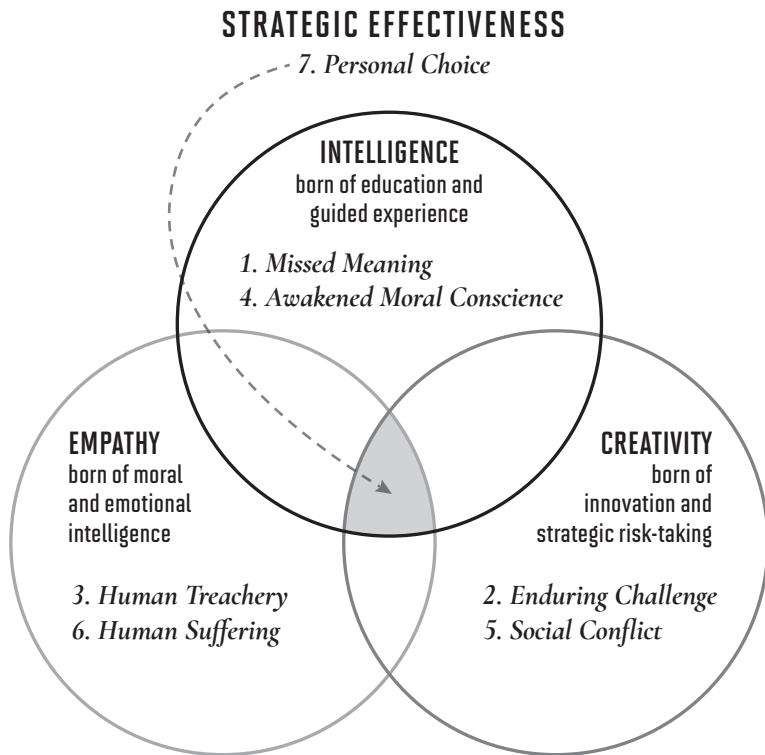 STRATEGIC EFFECTIVENESS
7. Personal Choice
INTELLIGENCE
born of education and
guided experience
1. Missed Meaning
4. Awakened Moral Conscience
EMPATHY
born of moral
and emotional
intelligence
3. Human Treachery
6. Human Suffering
CREATIVITY
born of
innovation and
strategic risk-taking
2. Enduring Challenge
5. Social Conflict